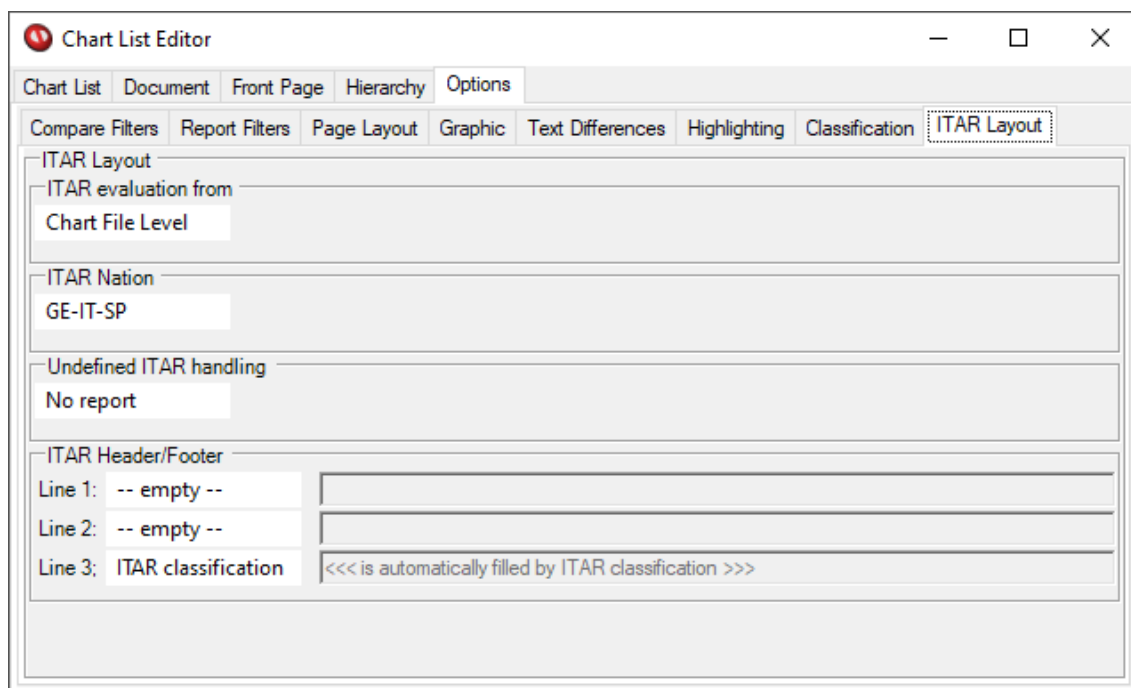 Chart List Editor
Chart List Document Front Page Hierarchy Options
Compare Filters Report Filters Page Layout Graphic Text Differences Highlighting Classification ITAR Layout
ITAR Layout
ITAR evaluation from
Chart File Level
ITAR Nation
GE-IT-SP
Undefined ITAR handling
No report
ITAR Header/Footer
Line 1: -- empty --
Line 2: -- empty --
Line 3; ITAR classification <<< is automatically filled by ITAR classification >>>